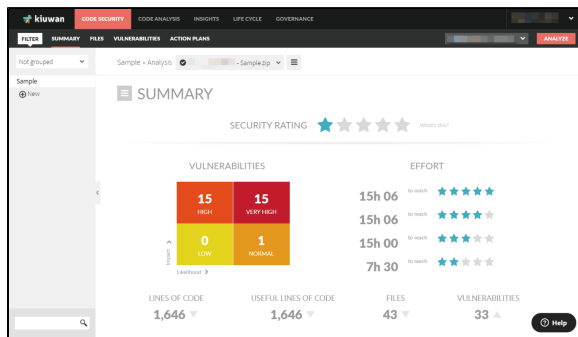 kiuwan CODE SECURITY CODE ANALYSIS INSIGHTS LIFE CYCLE GOVERNANCE
FILTER SUMMARY FILES VULNERABILITIES ACTION PLANS ANALYZE
Not grouped
Sample » Analysis - Sample.zip
Sample
New
SUMMARY
SECURITY RATING What's this?
VULNERABILITIES
EFFORT
15
HIGH
15
VERY HIGH
0
LOW
1
NORMAL
Impact >
Likelihood >
15h 06 to reach
15h 06 to reach
15h 00 to reach
7h 30 to reach
LINES OF CODE
1,646
USEFUL LINES OF CODE
1,646
FILES
43
VULNERABILITIES
33
? Help